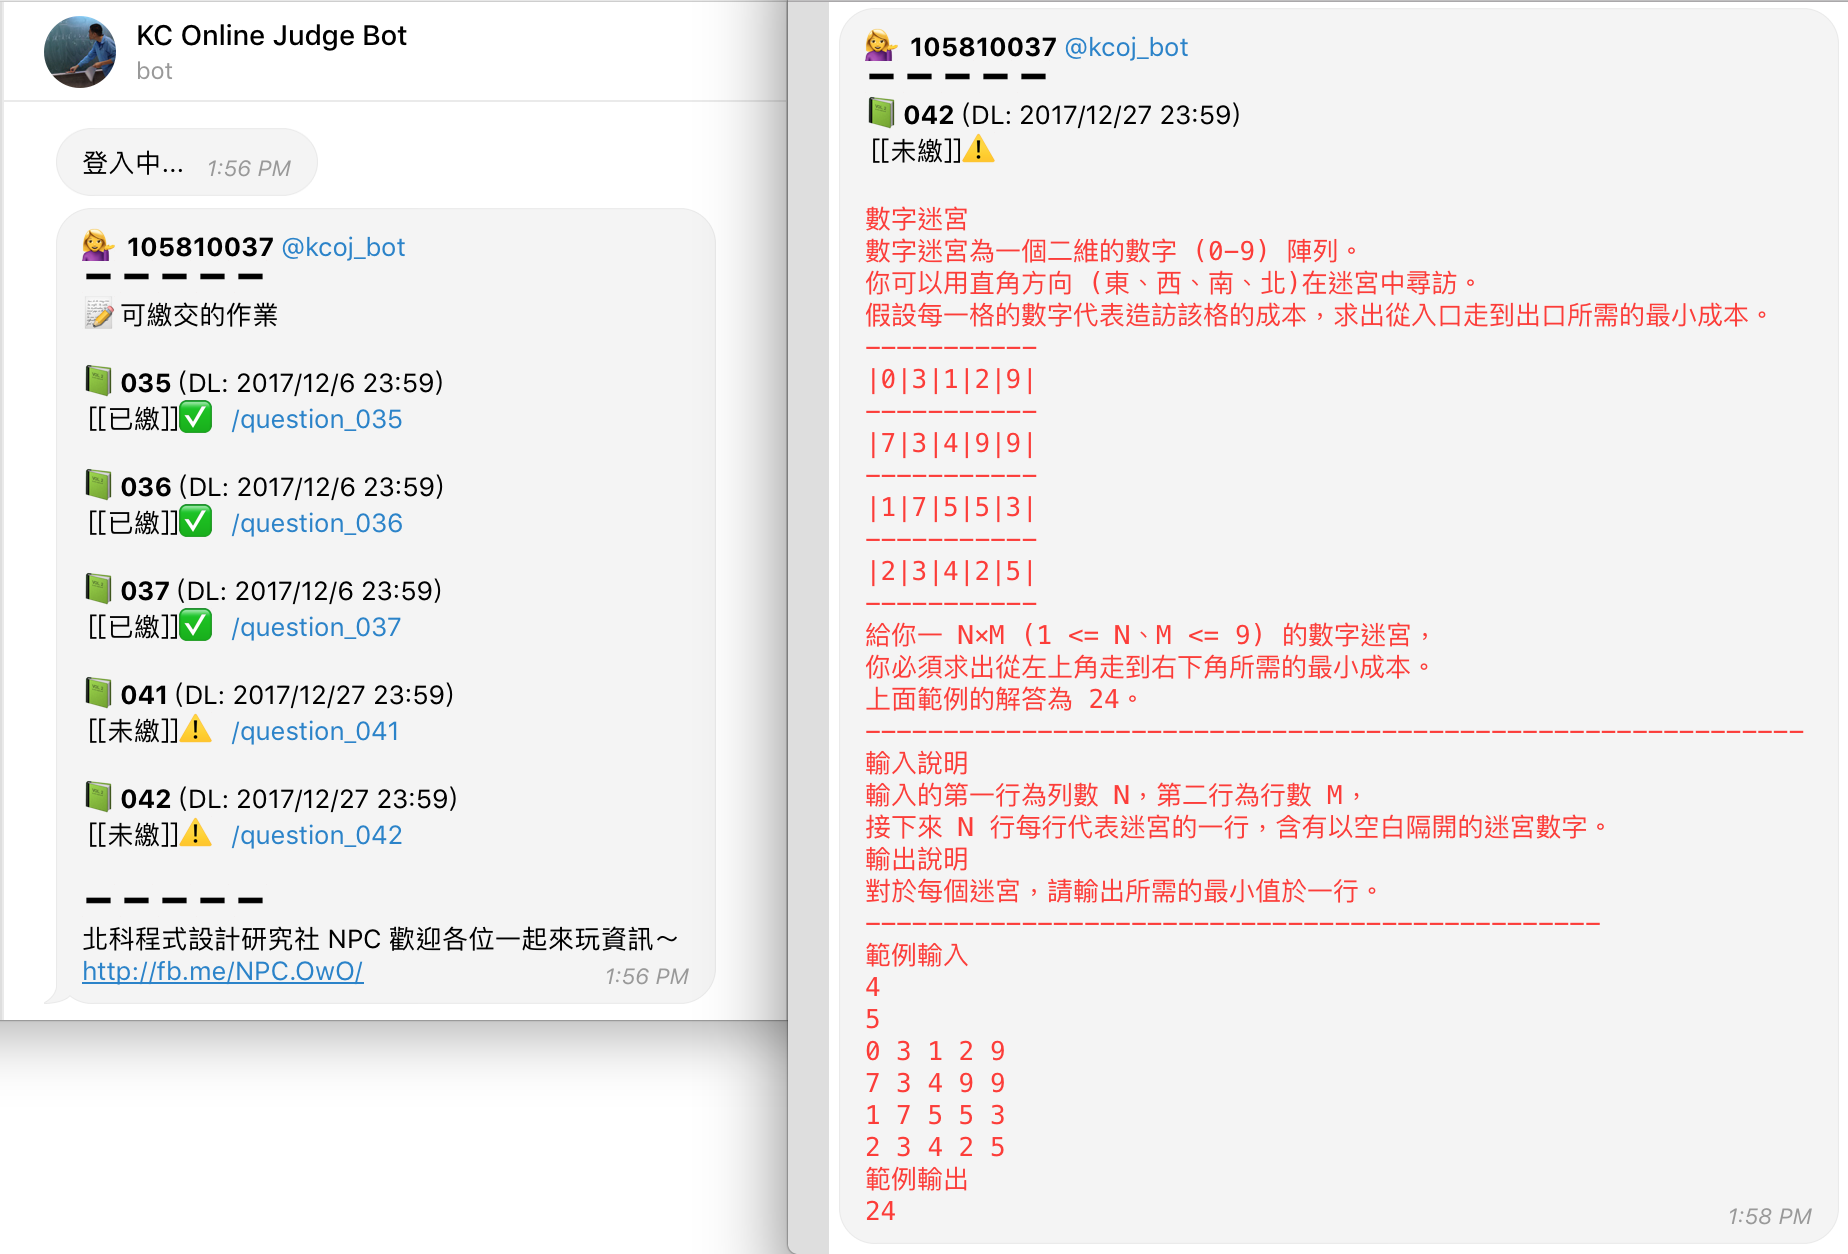 KC Online Judge Bot
bot
登入中... 1:56 PM
105810037 @kcoj_bot
— — — — —
可繳交的作業
035 (DL: 2017/12/6 23:59)
[[已繳]]✅ /question_035
036 (DL: 2017/12/6 23:59)
[[已繳]]✅ /question_036
037 (DL: 2017/12/6 23:59)
[[已繳]]✅ /question_037
041 (DL: 2017/12/27 23:59)
[[未繳]]⚠️ /question_041
042 (DL: 2017/12/27 23:59)
[[未繳]]⚠️ /question_042
— — — — —
北科程式設計研究社 NPC 歡迎各位一起來玩資訊～
http://fb.me/NPC.OwO/ 1:56 PM
105810037 @kcoj_bot
— — — — —
042 (DL: 2017/12/27 23:59)
[[未繳]]⚠️
數字迷宮
數字迷宮為一個二維的數字 (0-9) 陣列。
你可以用直角方向 (東、西、南、北)在迷宮中尋訪。
假設每一格的數字代表造訪該格的成本，求出從入口走到出口所需的最小成本。
-----------
|0|3|1|2|9|
-----------
|7|3|4|9|9|
-----------
|1|7|5|5|3|
-----------
|2|3|4|2|5|
-----------
給你一 N×M (1 <= N、M <= 9) 的數字迷宮，
你必須求出從左上角走到右下角所需的最小成本。
上面範例的解答為 24。
------------------------------------------------------------
輸入說明
輸入的第一行為列數 N，第二行為行數 M，
接下來 N 行每行代表迷宮的一行，含有以空白隔開的迷宮數字。
輸出說明
對於每個迷宮，請輸出所需的最小值於一行。
-----------------------------------------------
範例輸入
4
5
0 3 1 2 9
7 3 4 9 9
1 7 5 5 3
2 3 4 2 5
範例輸出
24
1:58 PM